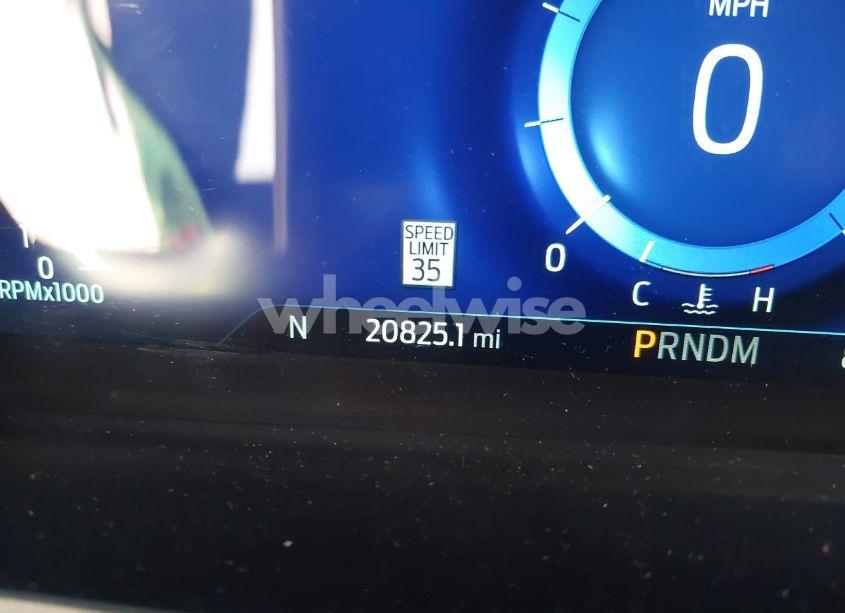 MPH
0
SPEED
LIMIT
35
0
0
RPMx1000
C H
wheelwise
N 20825.1 mi PRNDM